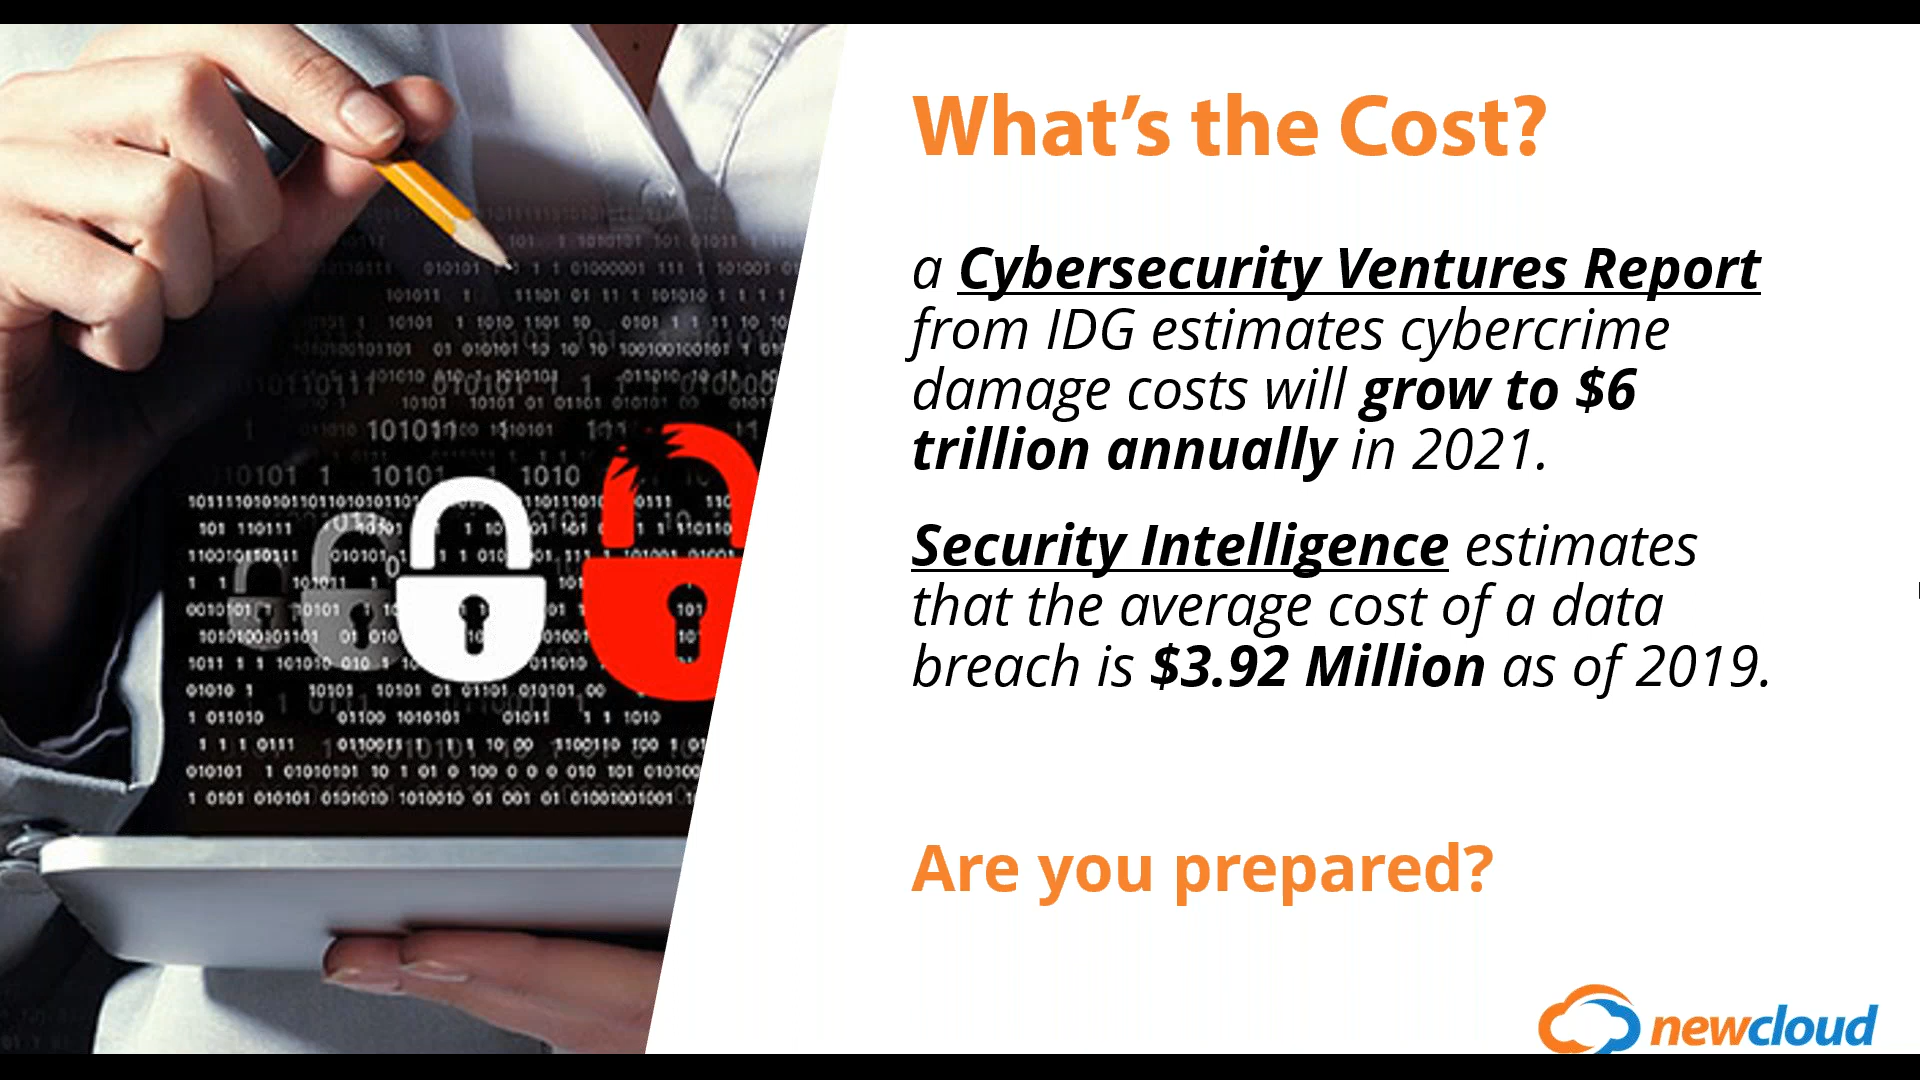 What's the Cost?
a Cybersecurity Ventures Report
from IDG estimates cybercrime
damage costs will grow to $6
trillion annually in 2021.
Security Intelligence estimates
that the average cost of a data
breach is $3.92 Million as of 2019.
Are you prepared?
newcloud